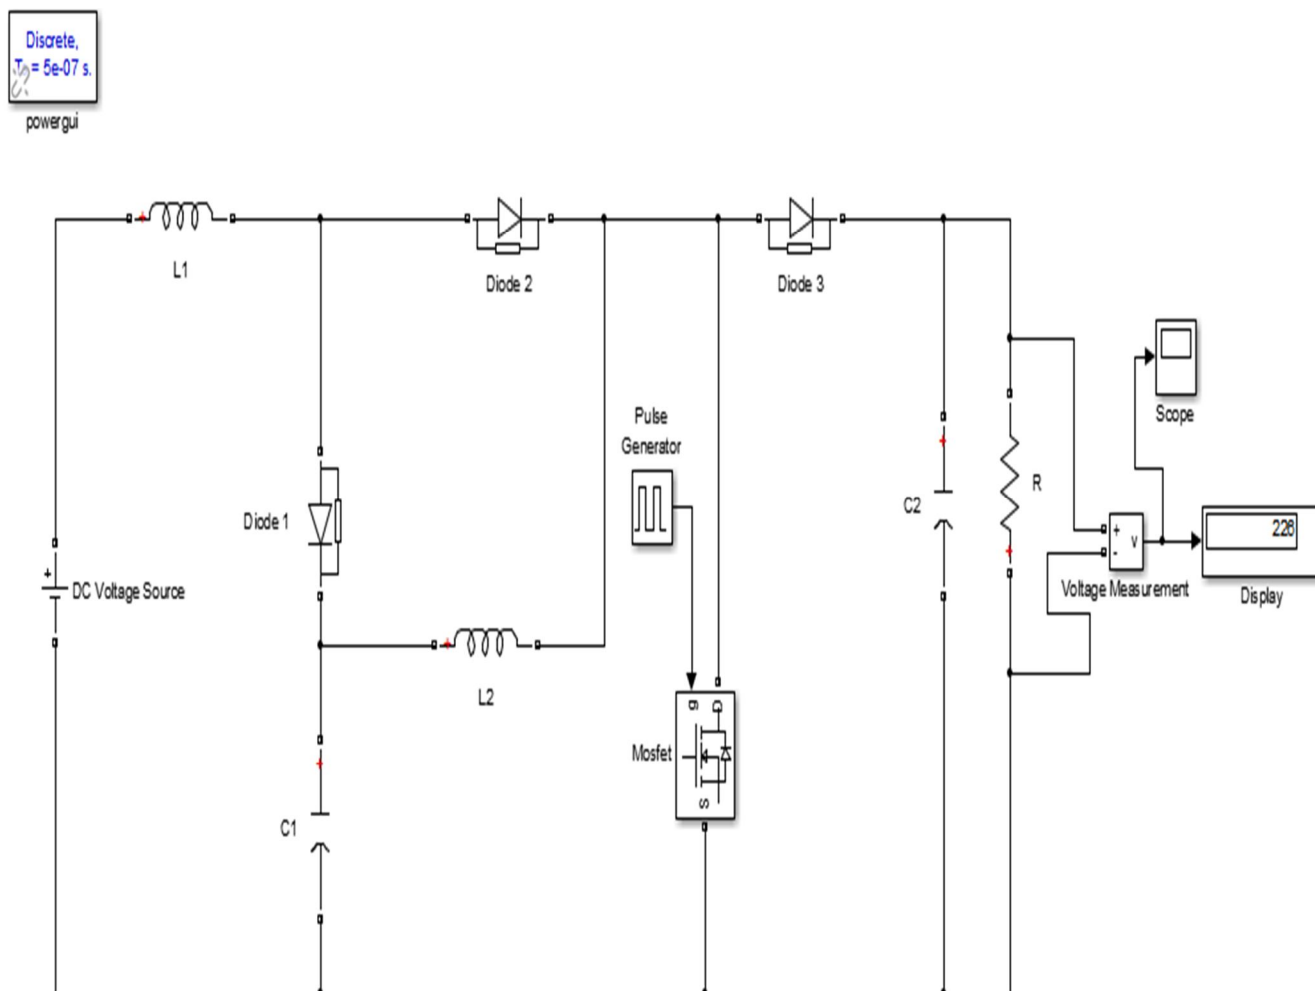 Discrete,
Ts = 5e-07 s.
powergui
L1
Diode 2
Diode 3
Scope
Pulse
Generator
Diode 1
C2
R
+
v
-
226
Voltage Measurement
Display
+
DC Voltage Source
L2
g
D
Mosfet
S
C1